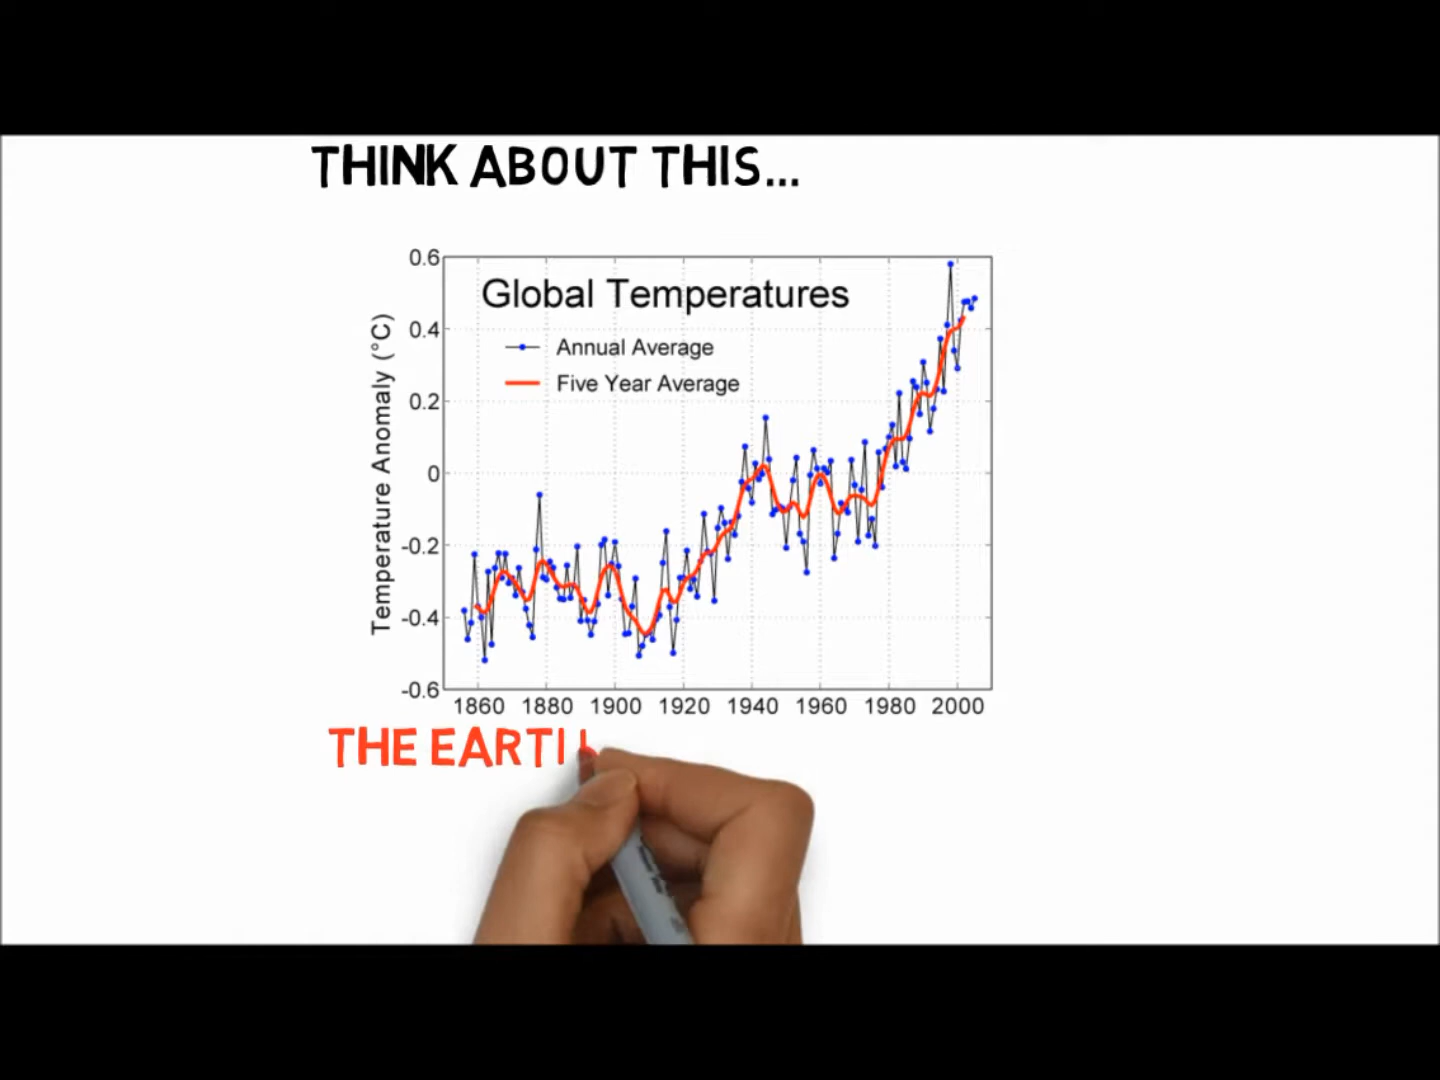 THINK ABOUT THIS...
Global Temperatures
Annual Average
Five Year Average
Temperature Anomaly (°C)
0.6
0.4
0.2
0
-0.2
-0.4
-0.6
1860 1880 1900 1920 1940 1960 1980 2000
THE